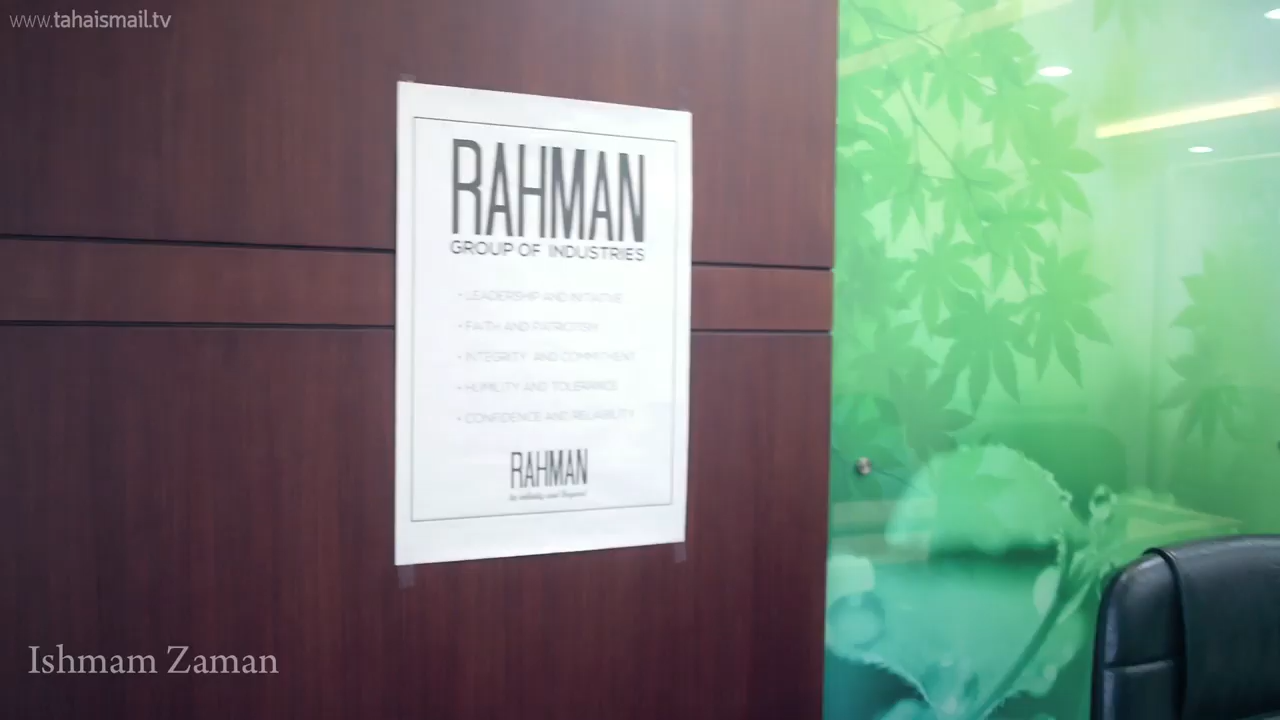 www.tahaismail.tv
RAHMAN
GROUP OF INDUSTRIES
• LEADERSHIP AND INITIATIVE
• FAITH AND PATRIOTISM
• INTEGRITY AND COMMITMENT
• HUMILITY AND TOLERANCE
• CONFIDENCE AND RELIABILITY
RAHMAN
Ishmam Zaman